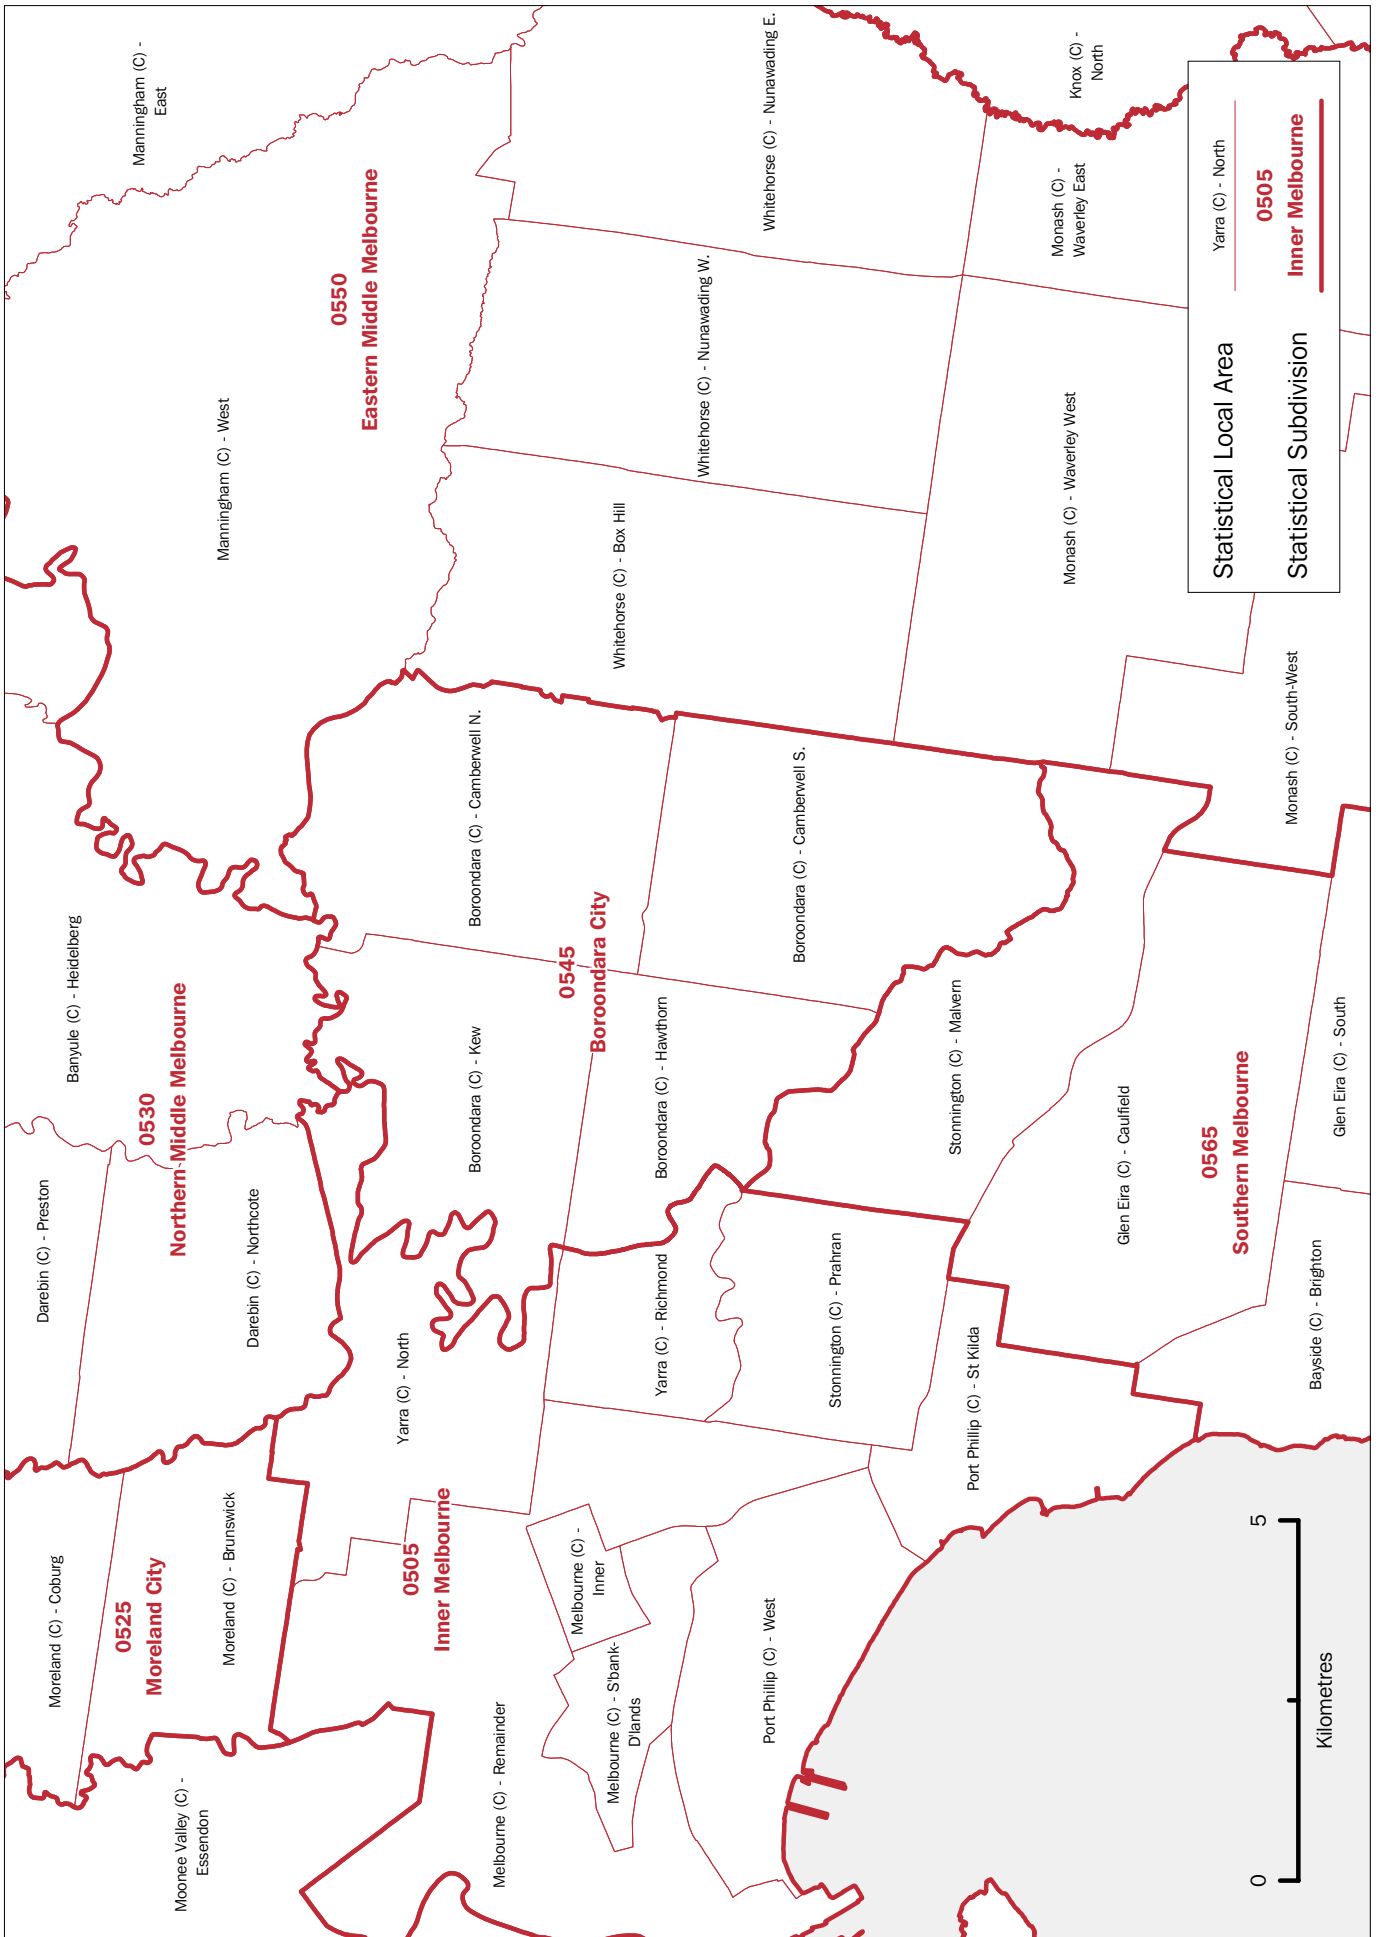 Moonee Valley (C) -
Essendon
Moreland (C) - Coburg
0525
Moreland City
Moreland (C) - Brunswick
Darebin (C) - Preston
Darebin (C) - Northcote
0530
Northern Middle Melbourne
Banyule (C) - Heidelberg
Manningham (C) - West
Manningham (C) -
East
0550
Eastern Middle Melbourne
Melbourne (C) - Remainder
0505
Inner Melbourne
Yarra (C) - North
Boroondara (C) - Kew
Boroondara (C) - Camberwell N.
0545
Boroondara City
Melbourne (C) -
Inner
Melbourne (C) - S'bank-
D'lands
Yarra (C) - Richmond
Boroondara (C) - Hawthorn
Whitehorse (C) - Box Hill
Whitehorse (C) - Nunawading W.
Whitehorse (C) - Nunawading E.
Port Phillip (C) - West
Stonnington (C) - Prahran
Boroondara (C) - Camberwell S.
Port Phillip (C) - St Kilda
Stonnington (C) - Malvern
Monash (C) - Waverley West
Monash (C) -
Waverley East
Knox (C) -
North
Glen Eira (C) - Caulfield
0565
Southern Melbourne
Bayside (C) - Brighton
Glen Eira (C) - South
Monash (C) - South-West
Statistical Local Area
Yarra (C) - North
Statistical Subdivision
0505
Inner Melbourne
0
5
Kilometres